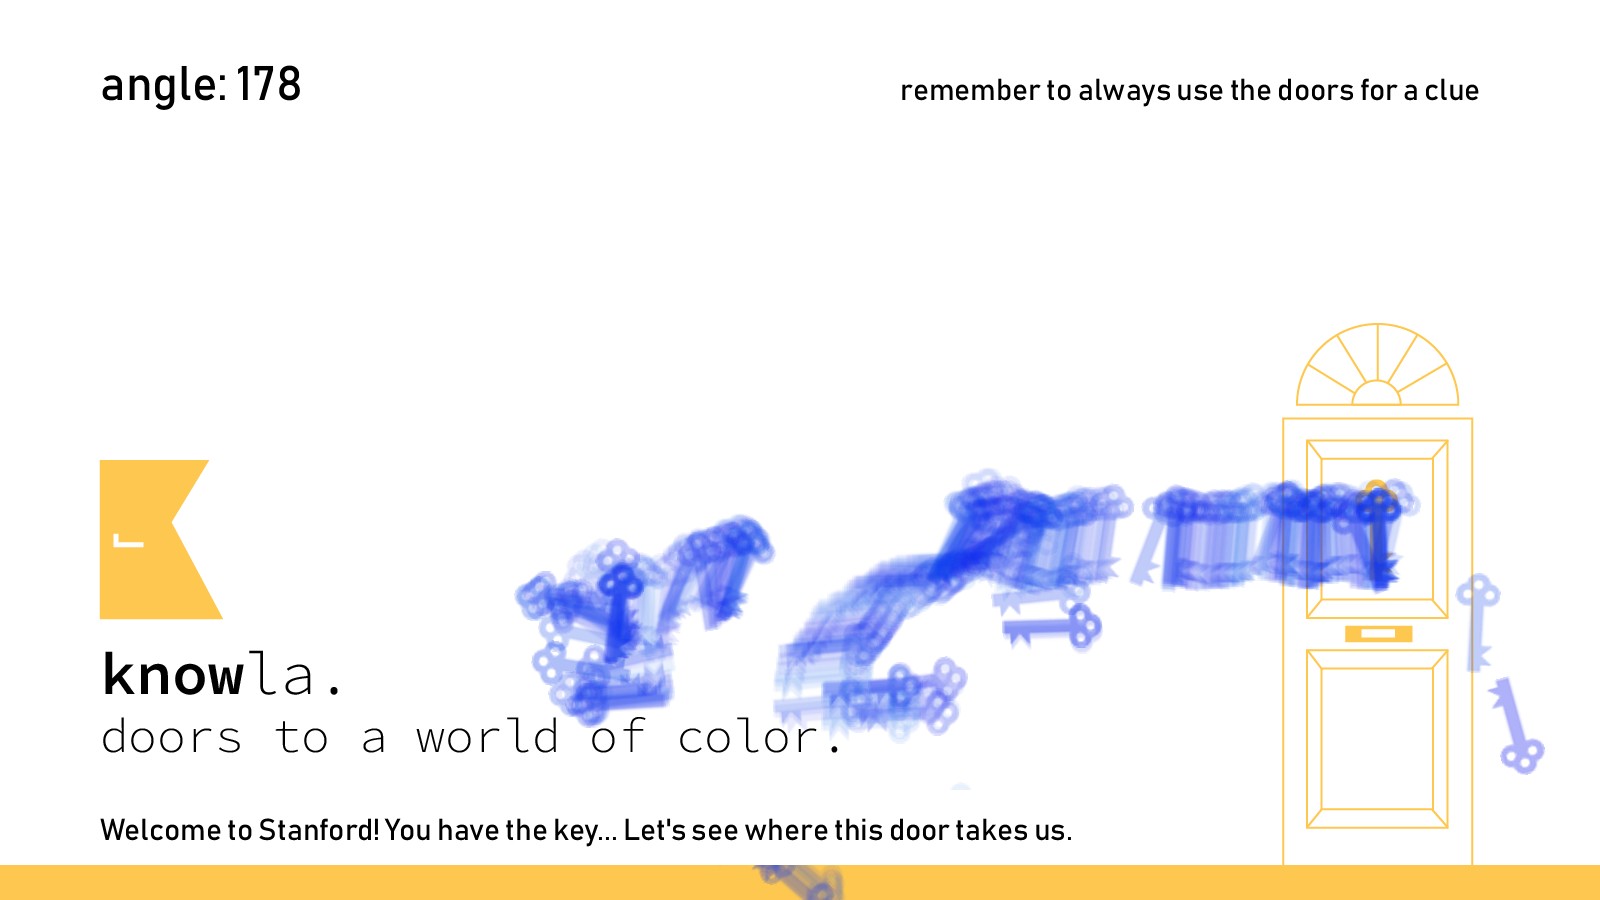 angle: 178
remember to always use the doors for a clue
knowla.
doors to a world of color.
Welcome to Stanford! You have the key... Let's see where this door takes us.